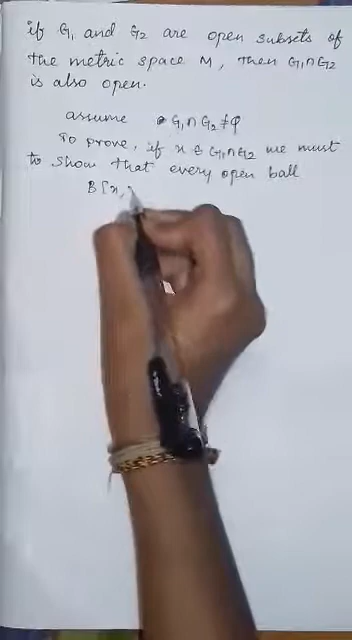 if G1 and G2 are open subsets of
the metric space M, then G1∩G2
is also open.
assume G1∩G2 ≠ φ
To prove, if x ∈ G1∩G2 we must
to show that every open ball
B[x,